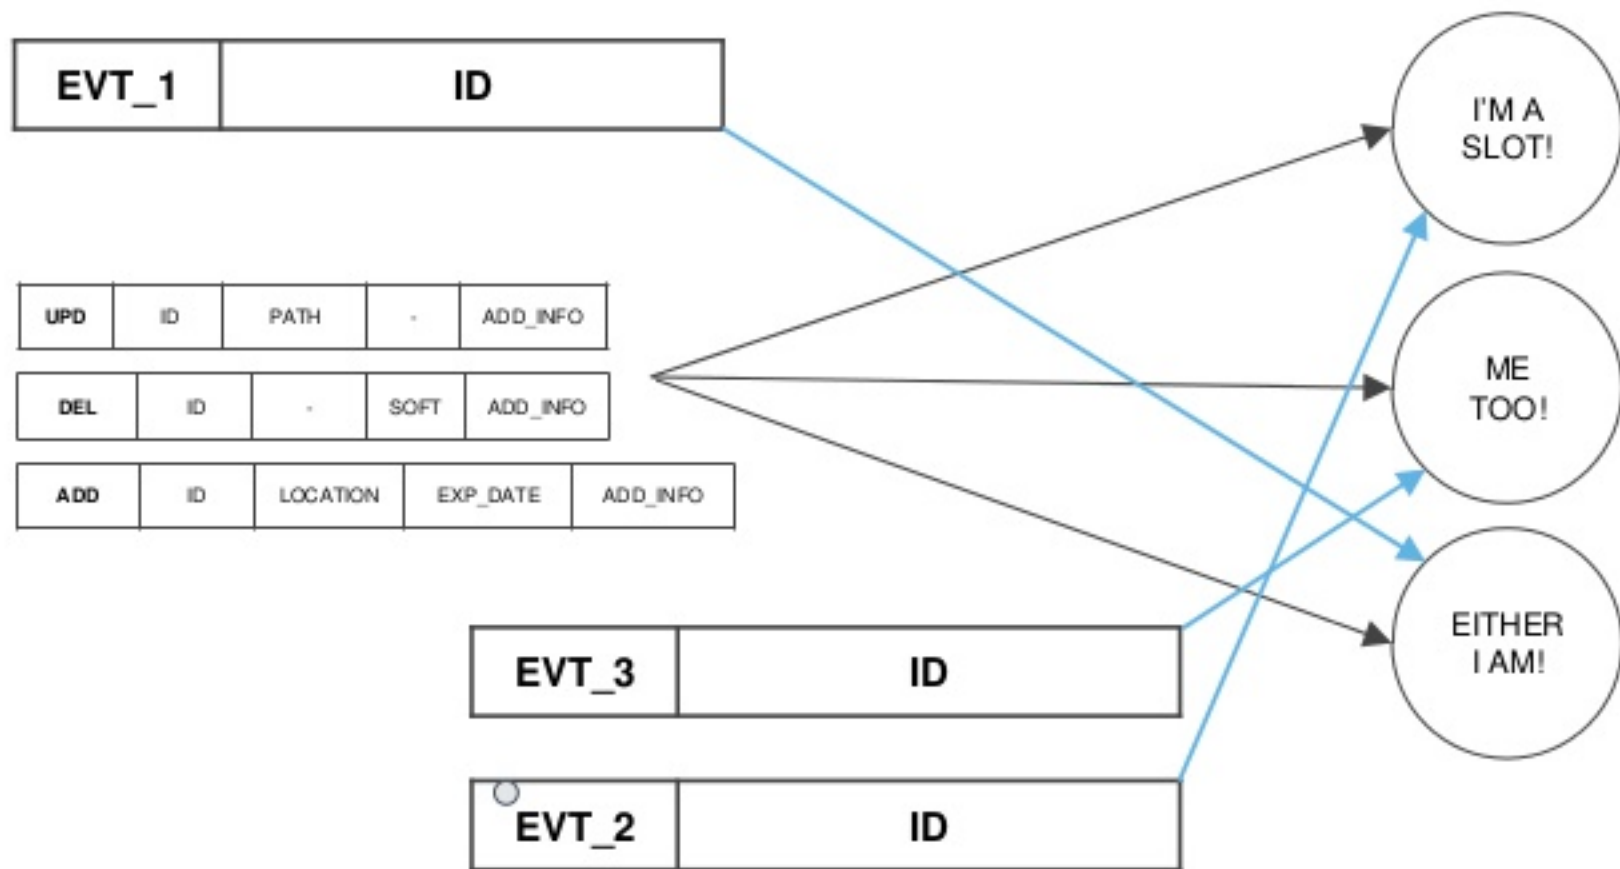 EVT_1 ID
I'M A
SLOT!
UPD ID PATH - ADD_INFO
DEL ID - SOFT ADD_INFO
ADD ID LOCATION EXP_DATE ADD_INFO
ME
TOO!
EITHER
I AM!
EVT_3 ID
EVT_2 ID